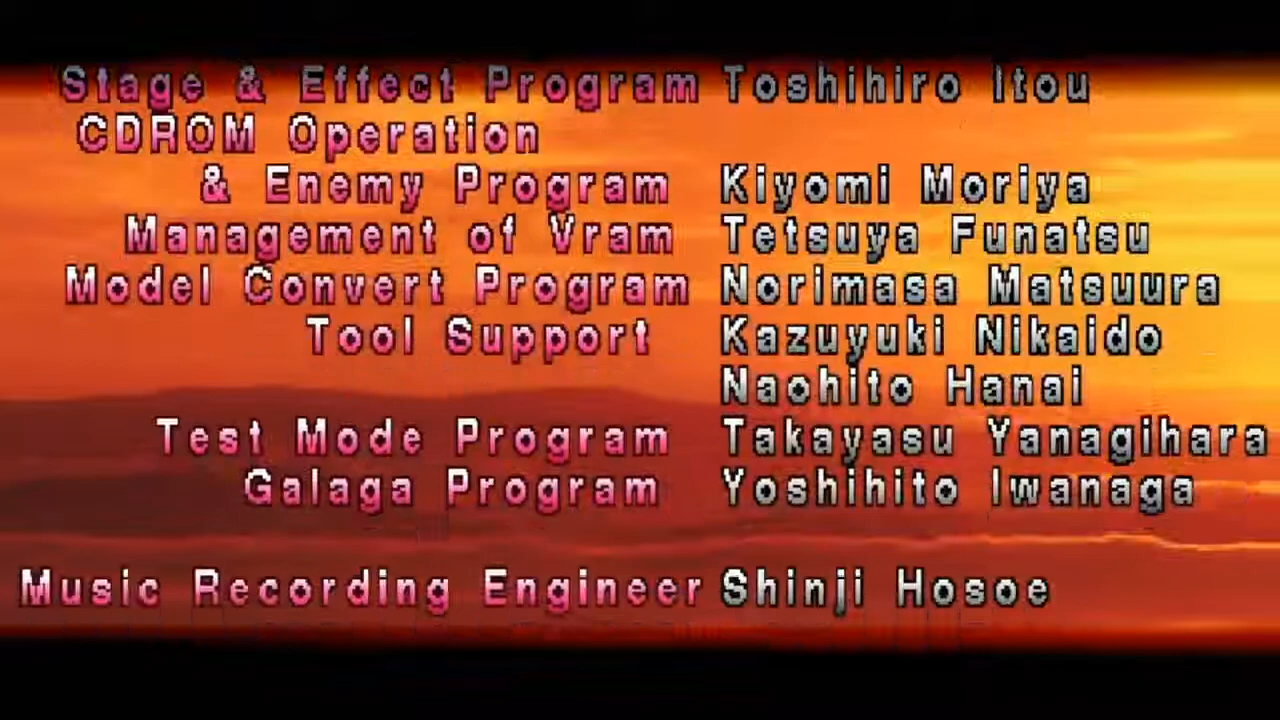 Stage & Effect Program Toshihiro Itou
CDROM Operation
& Enemy Program Kiyomi Moriya
Management of Vram Tetsuya Funatsu
Model Convert Program Norimasa Matsuura
Tool Support Kazuyuki Nikaido
Naohito Hanai
Test Mode Program Takayasu Yanagihara
Galaga Program Yoshihito Iwanaga
Music Recording Engineer Shinji Hosoe